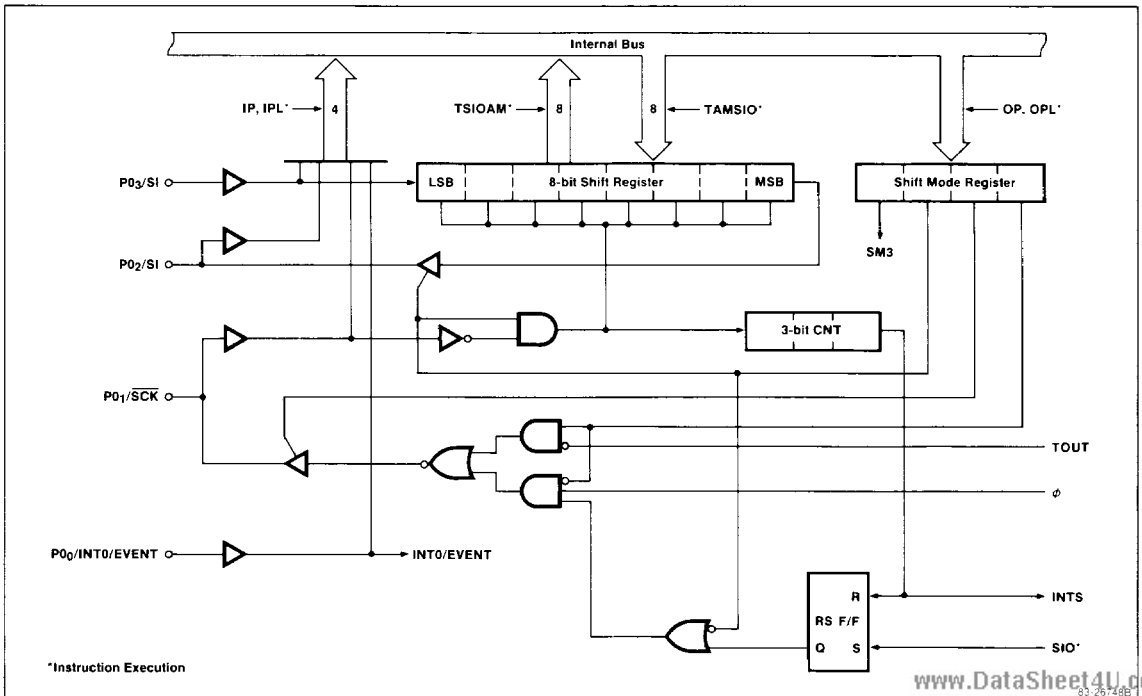 Internal Bus
IP, IPL* 4 TSIOAM* 8 8 TAMSIO* OP, OPL*
P0₃/SI LSB 8-bit Shift Register MSB Shift Mode Register
SM3
P0₂/SI
3-bit CNT
P0₁/S̅C̅K̅
TOUT
φ
P0₀/INT0/EVENT INT0/EVENT
R INTS
RS F/F
Q S SIO*
*Instruction Execution
www.DataSheet4U.c